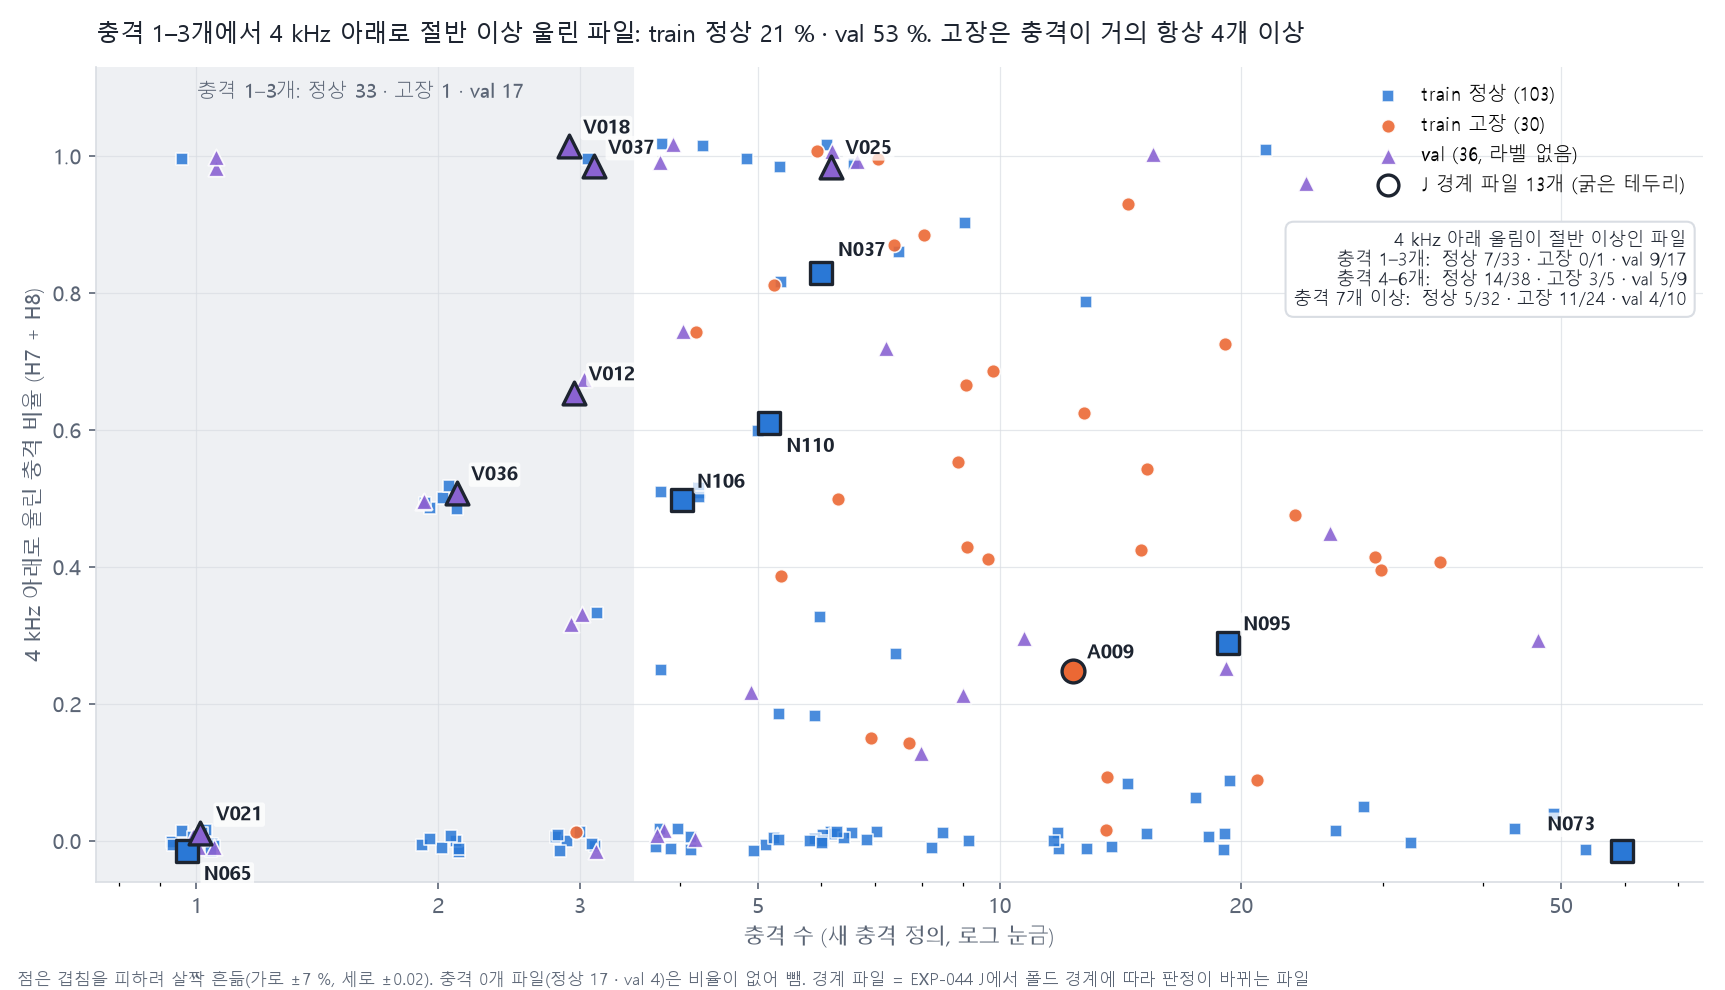 충격 1–3개에서 4 kHz 아래로 절반 이상 울린 파일: train 정상 21 % · val 53 %. 고장은 충격이 거의 항상 4개 이상
충격 1–3개: 정상 33 · 고장 1 · val 17
train 정상 (103)
train 고장 (30)
val (36, 라벨 없음)
J 경계 파일 13개 (굵은 테두리)
4 kHz 아래 울림이 절반 이상인 파일
충격 1–3개: 정상 7/33 · 고장 0/1 · val 9/17
충격 4–6개: 정상 14/38 · 고장 3/5 · val 5/9
충격 7개 이상: 정상 5/32 · 고장 11/24 · val 4/10
V018
V037
V025
N037
V012
N110
V036
N106
N095
A009
V021
N065
N073
4 kHz 아래로 울린 충격 비율 (H7 + H8)
1.0
0.8
0.6
0.4
0.2
0.0
1
2
3
5
10
20
50
충격 수 (새 충격 정의, 로그 눈금)
점은 겹침을 피하려 살짝 흔듦(가로 ±7 %, 세로 ±0.02). 충격 0개 파일(정상 17 · val 4)은 비율이 없어 뺌. 경계 파일 = EXP-044 J에서 폴드 경계에 따라 판정이 바뀌는 파일